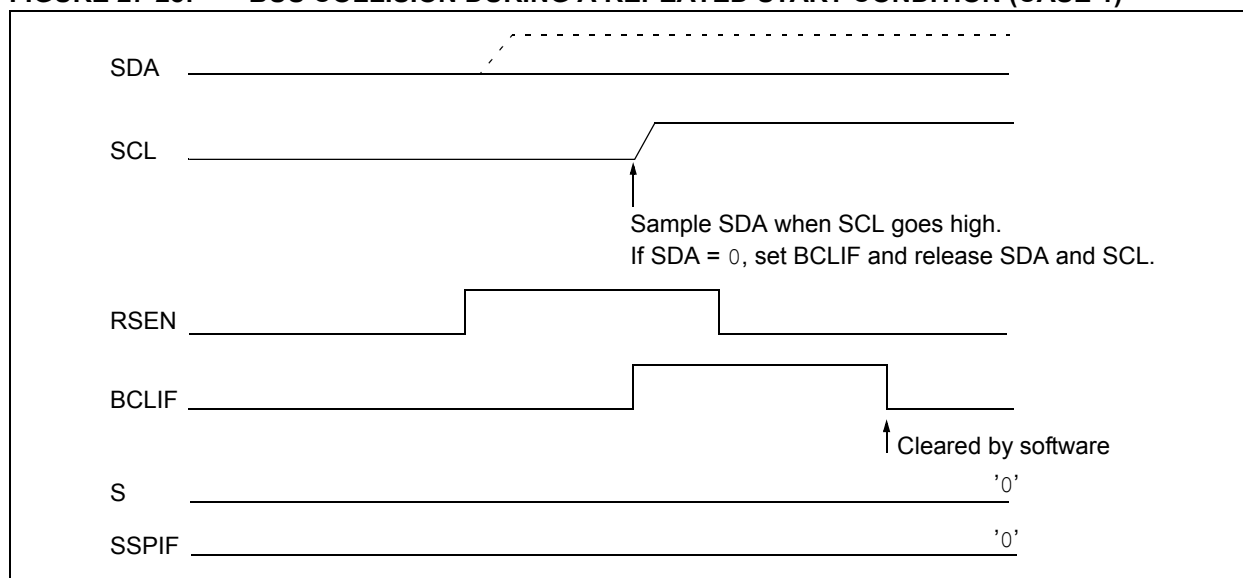 SDA
SCL
Sample SDA when SCL goes high.
If SDA = 0, set BCLIF and release SDA and SCL.
RSEN
BCLIF
Cleared by software
S '0'
SSPIF '0'